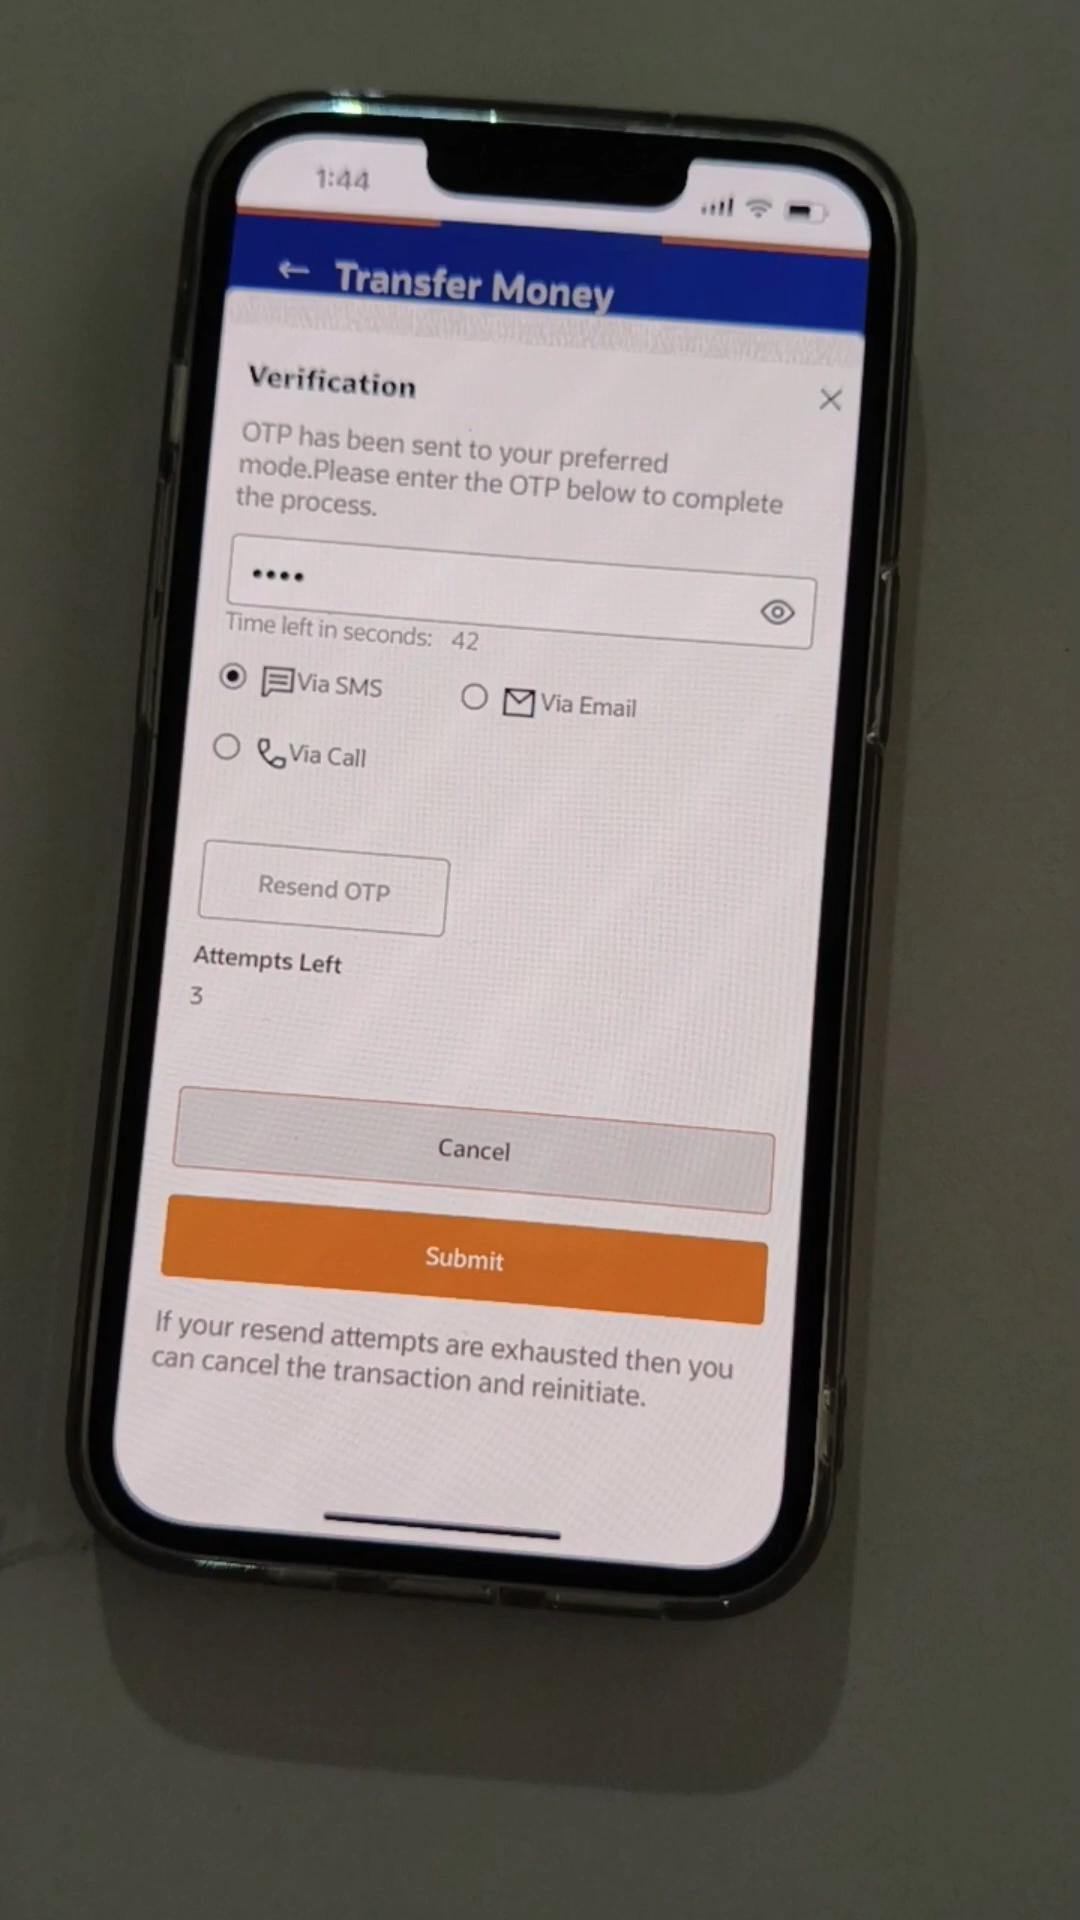 1:44
← Transfer Money
Verification
OTP has been sent to your preferred
mode.Please enter the OTP below to complete
the process.
••••
Time left in seconds: 42
Via SMS
Via Email
Via Call
Resend OTP
Attempts Left
3
Cancel
Submit
If your resend attempts are exhausted then you
can cancel the transaction and reinitiate.